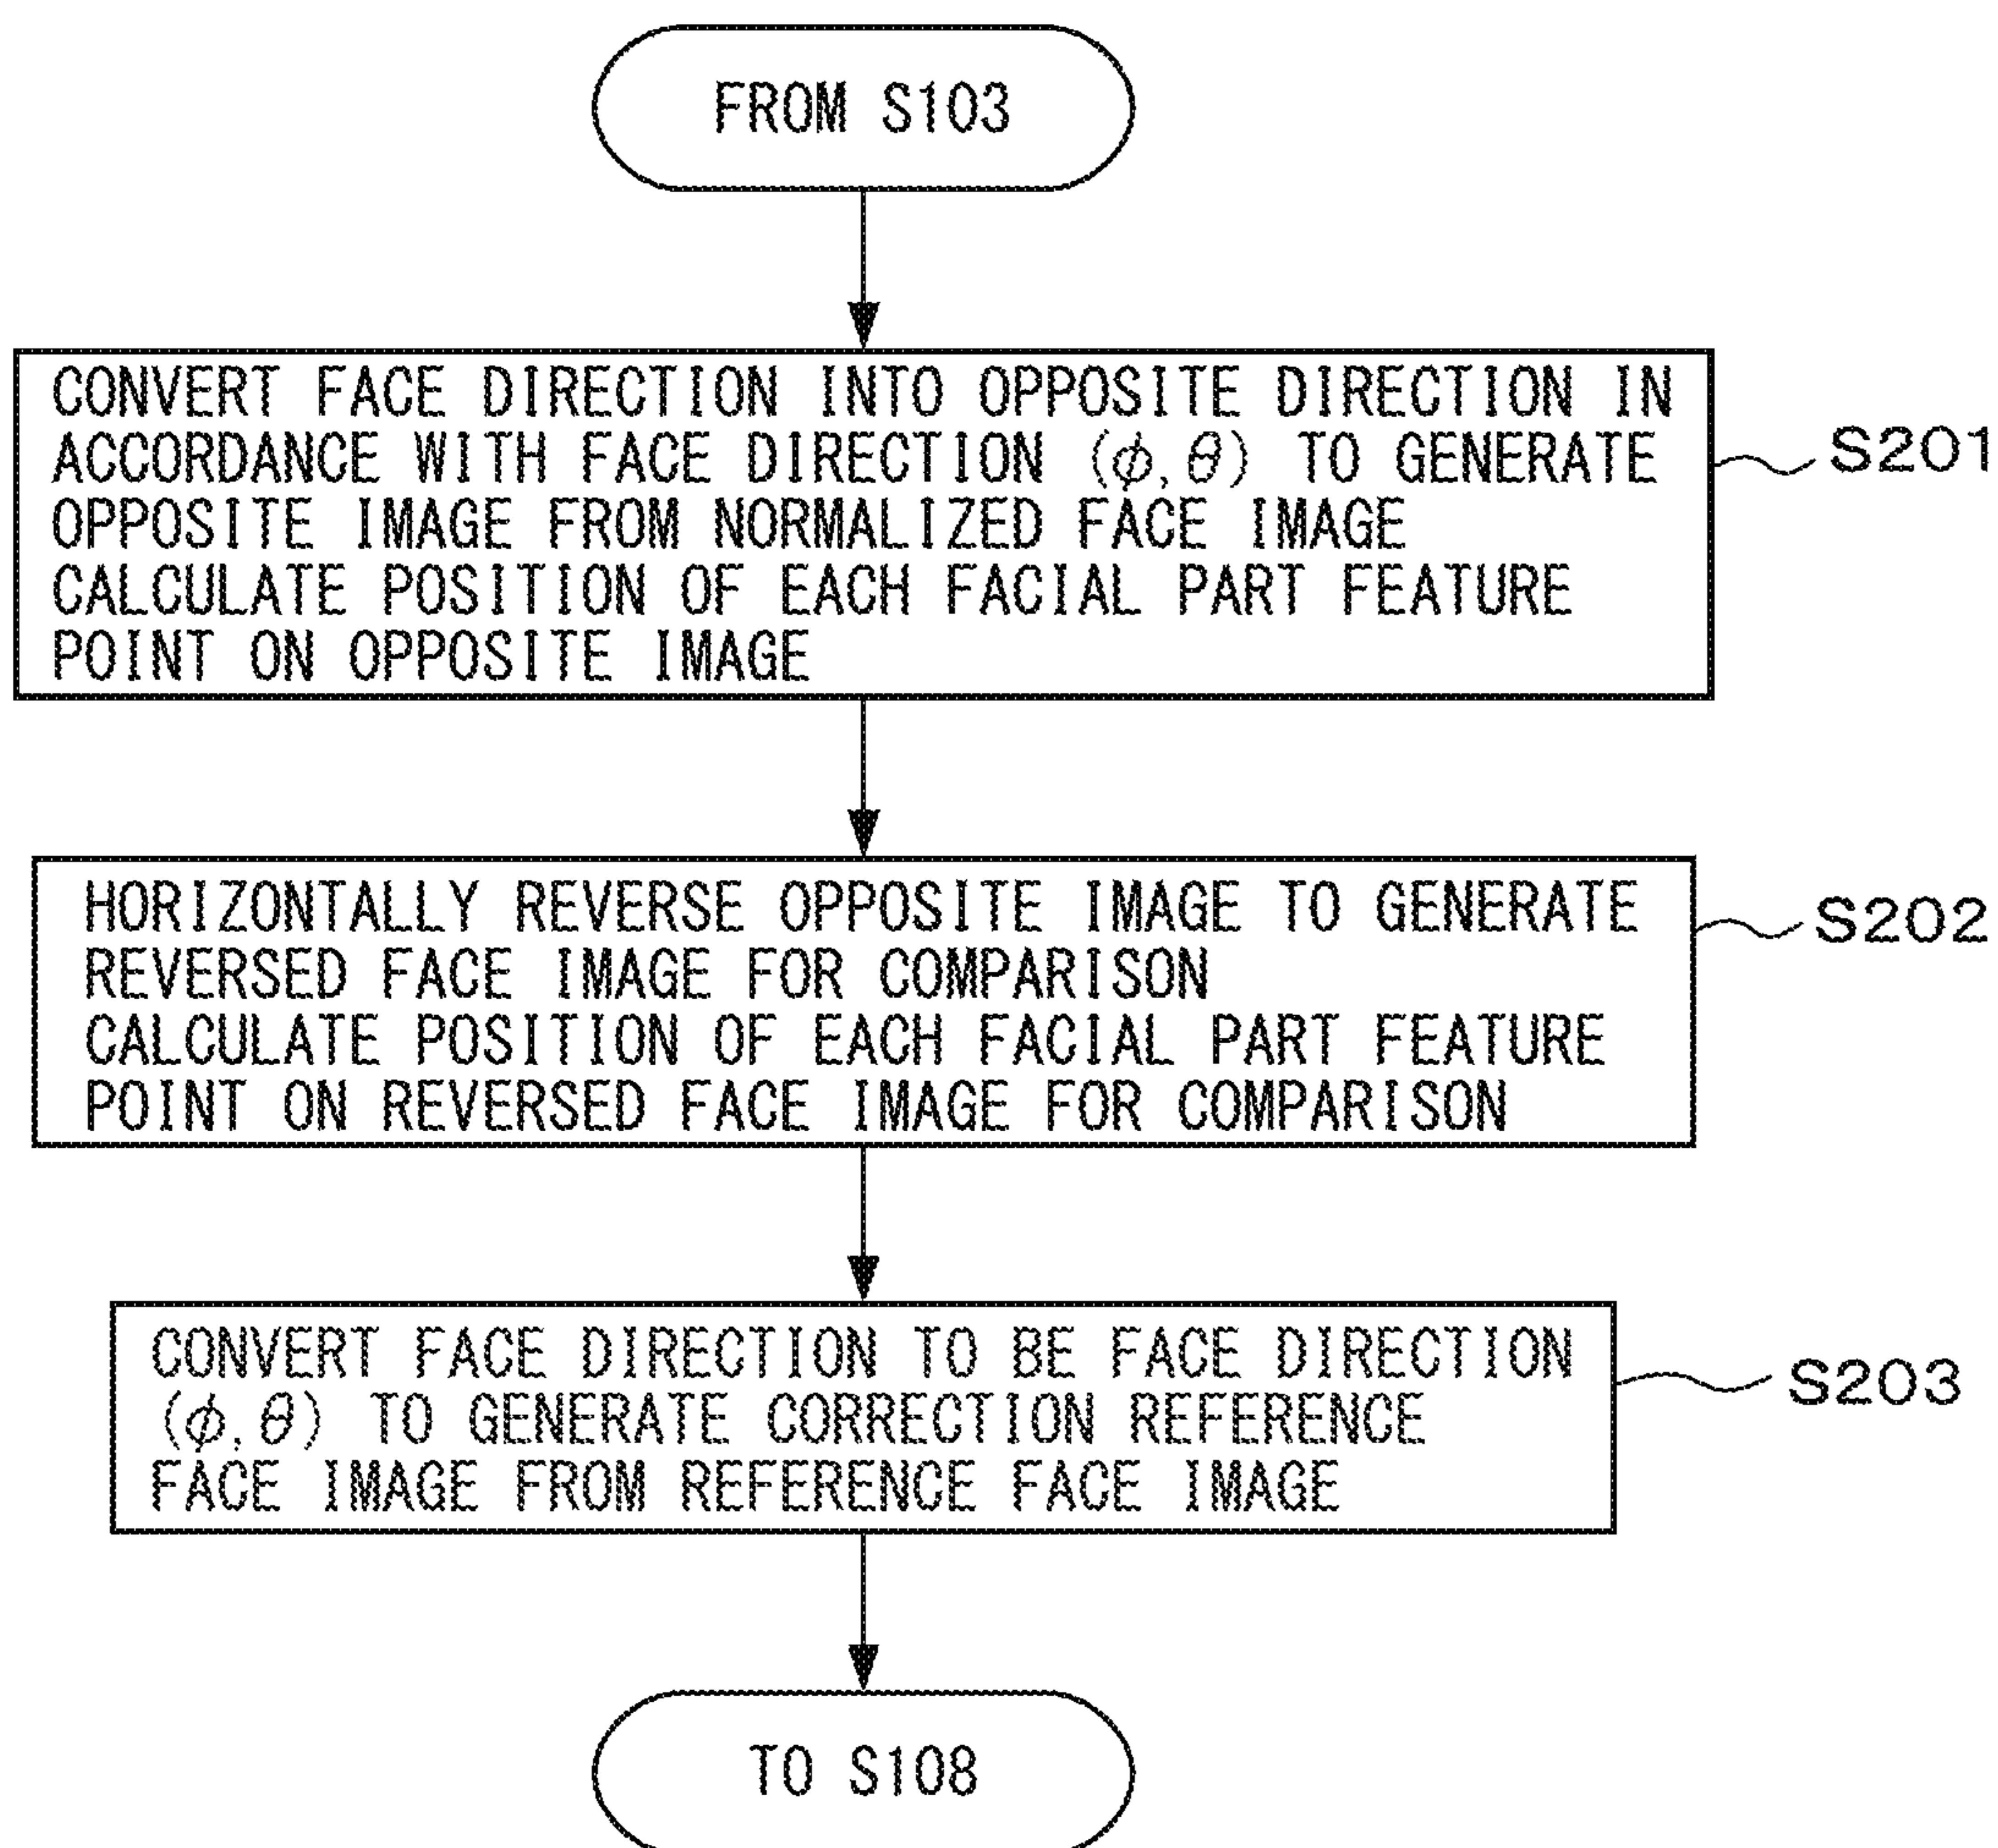 FROM S103
CONVERT FACE DIRECTION INTO OPPOSITE DIRECTION IN
ACCORDANCE WITH FACE DIRECTION (ϕ, θ) TO GENERATE
OPPOSITE IMAGE FROM NORMALIZED FACE IMAGE
CALCULATE POSITION OF EACH FACIAL PART FEATURE
POINT ON OPPOSITE IMAGE
S201
HORIZONTALLY REVERSE OPPOSITE IMAGE TO GENERATE
REVERSED FACE IMAGE FOR COMPARISON
CALCULATE POSITION OF EACH FACIAL PART FEATURE
POINT ON REVERSED FACE IMAGE FOR COMPARISON
S202
CONVERT FACE DIRECTION TO BE FACE DIRECTION
(ϕ, θ) TO GENERATE CORRECTION REFERENCE
FACE IMAGE FROM REFERENCE FACE IMAGE
S203
TO S108